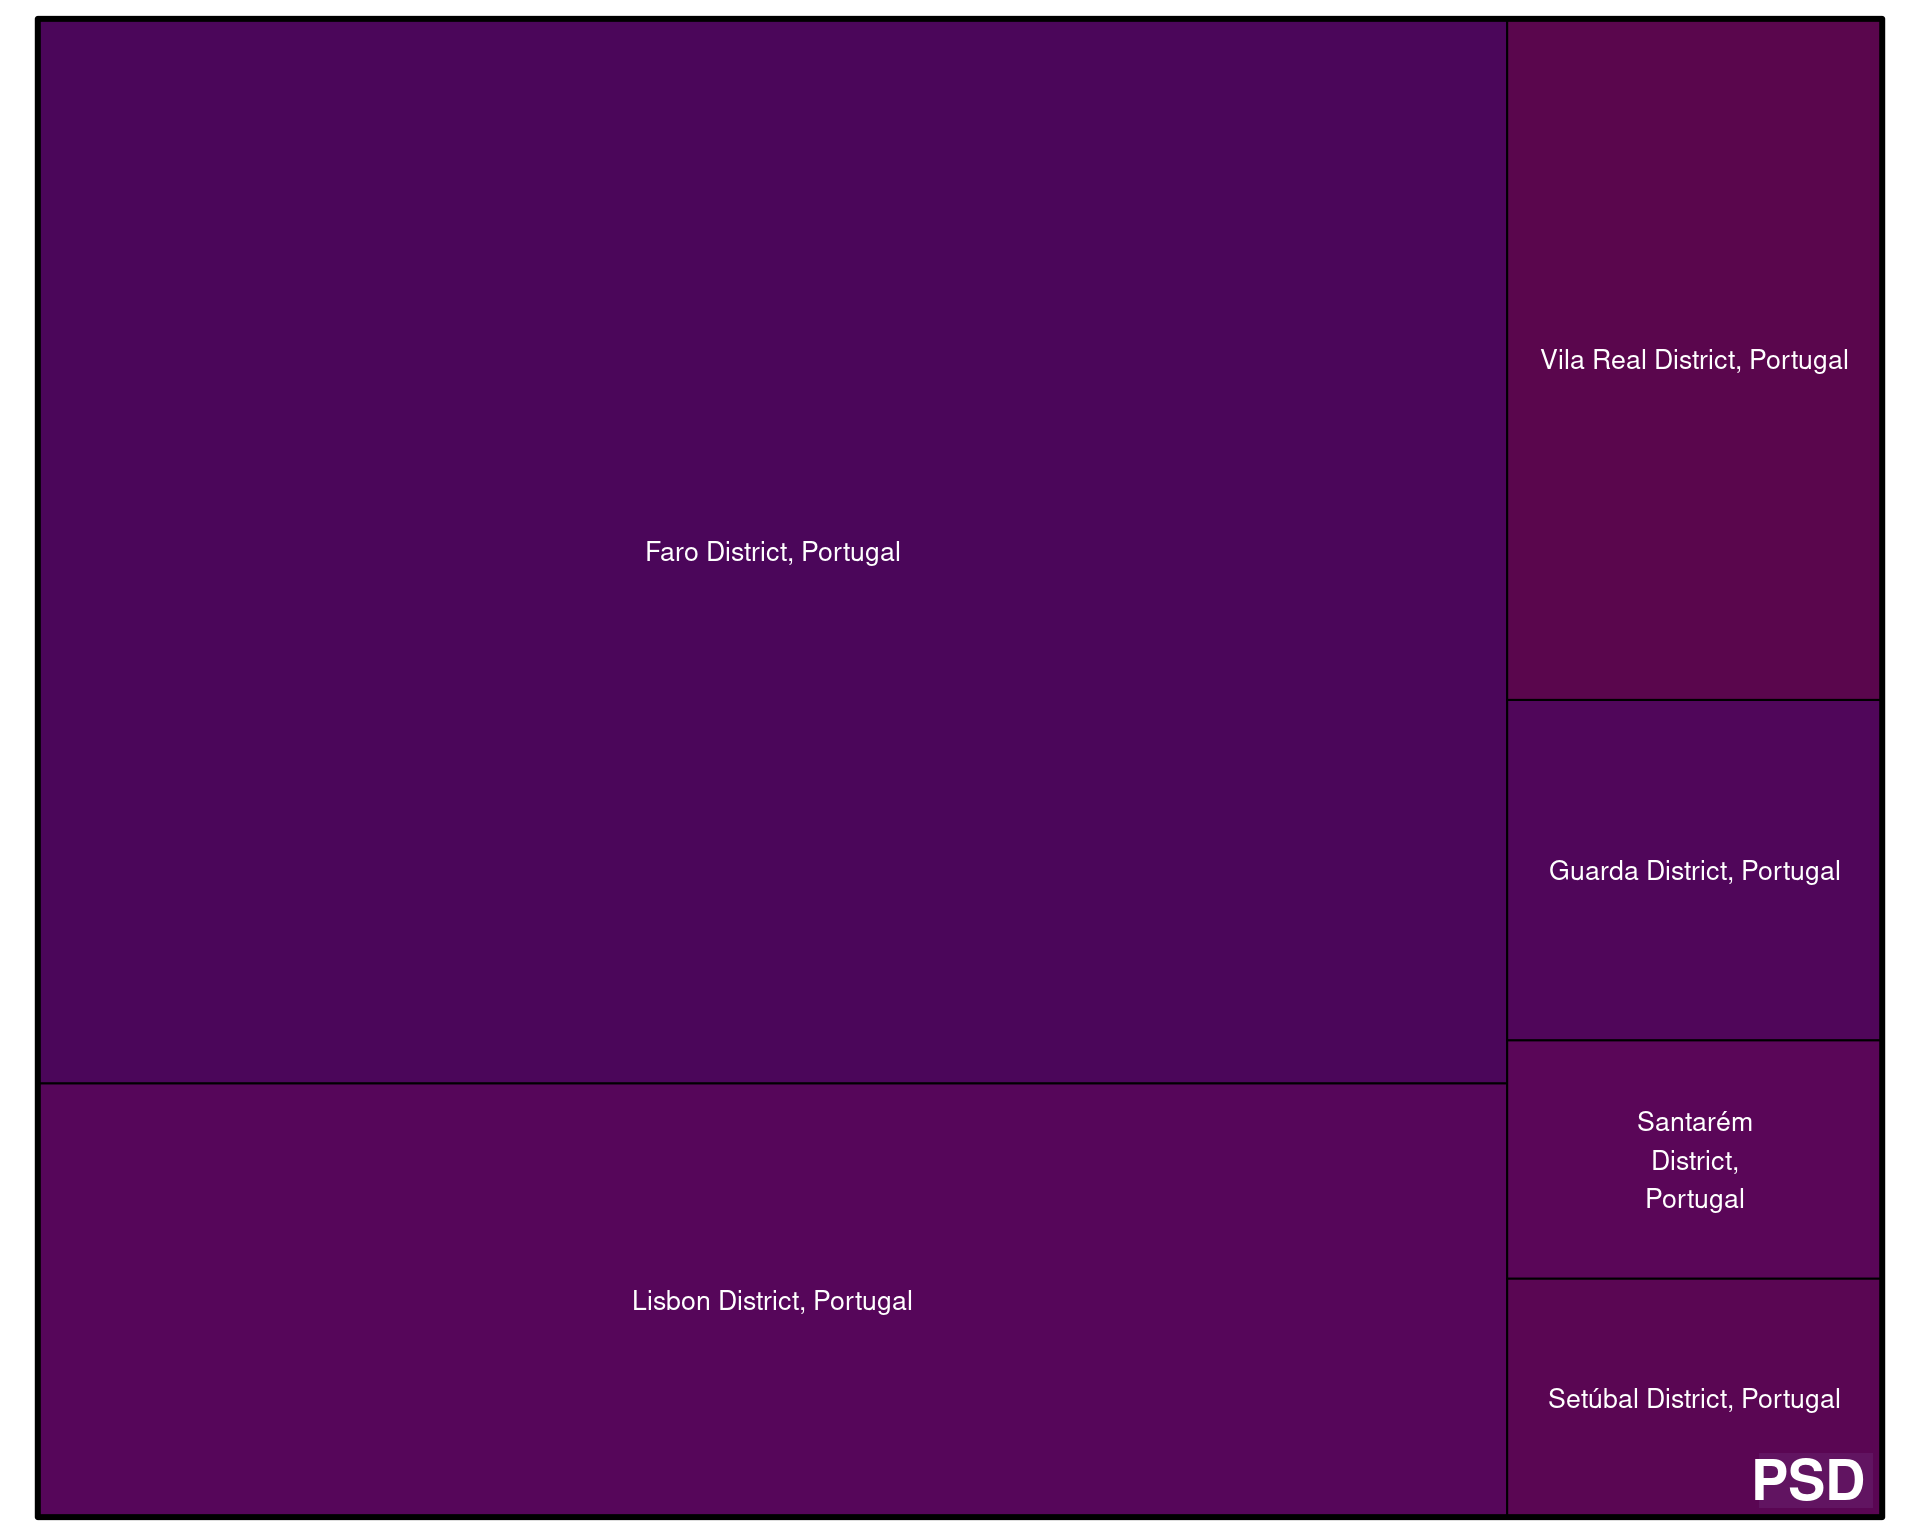 Faro District, Portugal
Lisbon District, Portugal
Vila Real District, Portugal
Guarda District, Portugal
Santarém
District,
Portugal
Setúbal District, Portugal
PSD